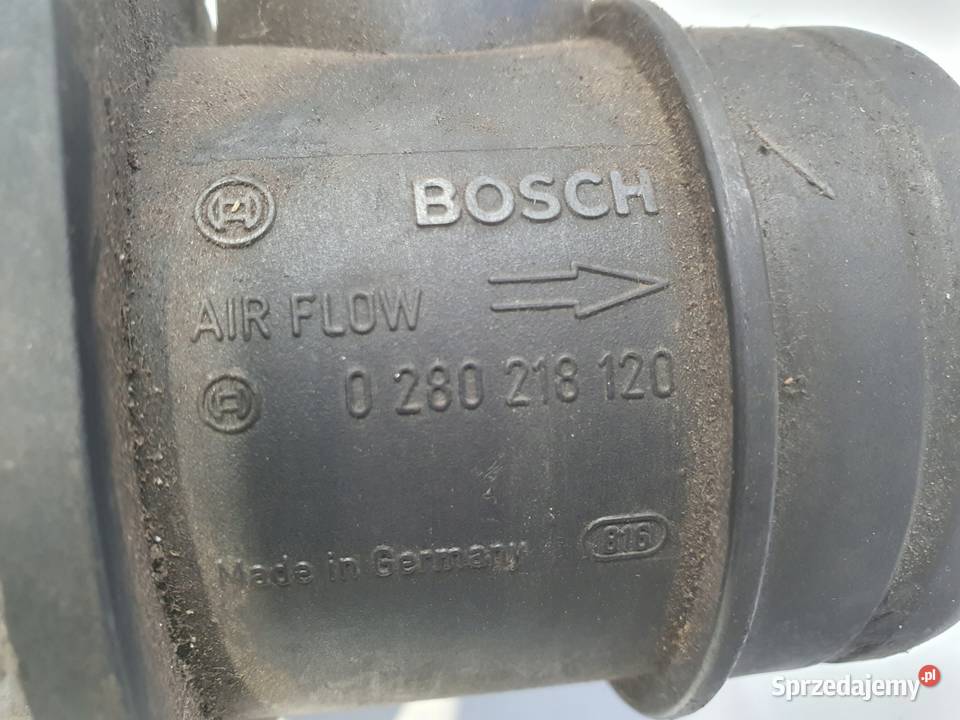 BOSCH
AIR FLOW
0 280 218 120
Made in Germany
816
Sprzedajemy.pl